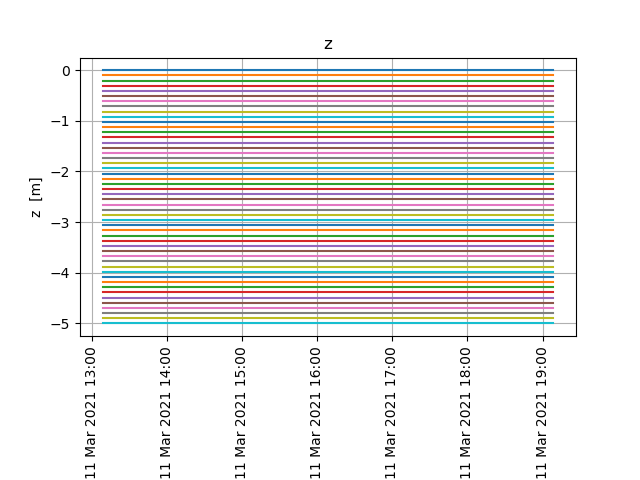 z
z [m]
0
−1
−2
−3
−4
−5
11 Mar 2021 13:00
11 Mar 2021 14:00
11 Mar 2021 15:00
11 Mar 2021 16:00
11 Mar 2021 17:00
11 Mar 2021 18:00
11 Mar 2021 19:00